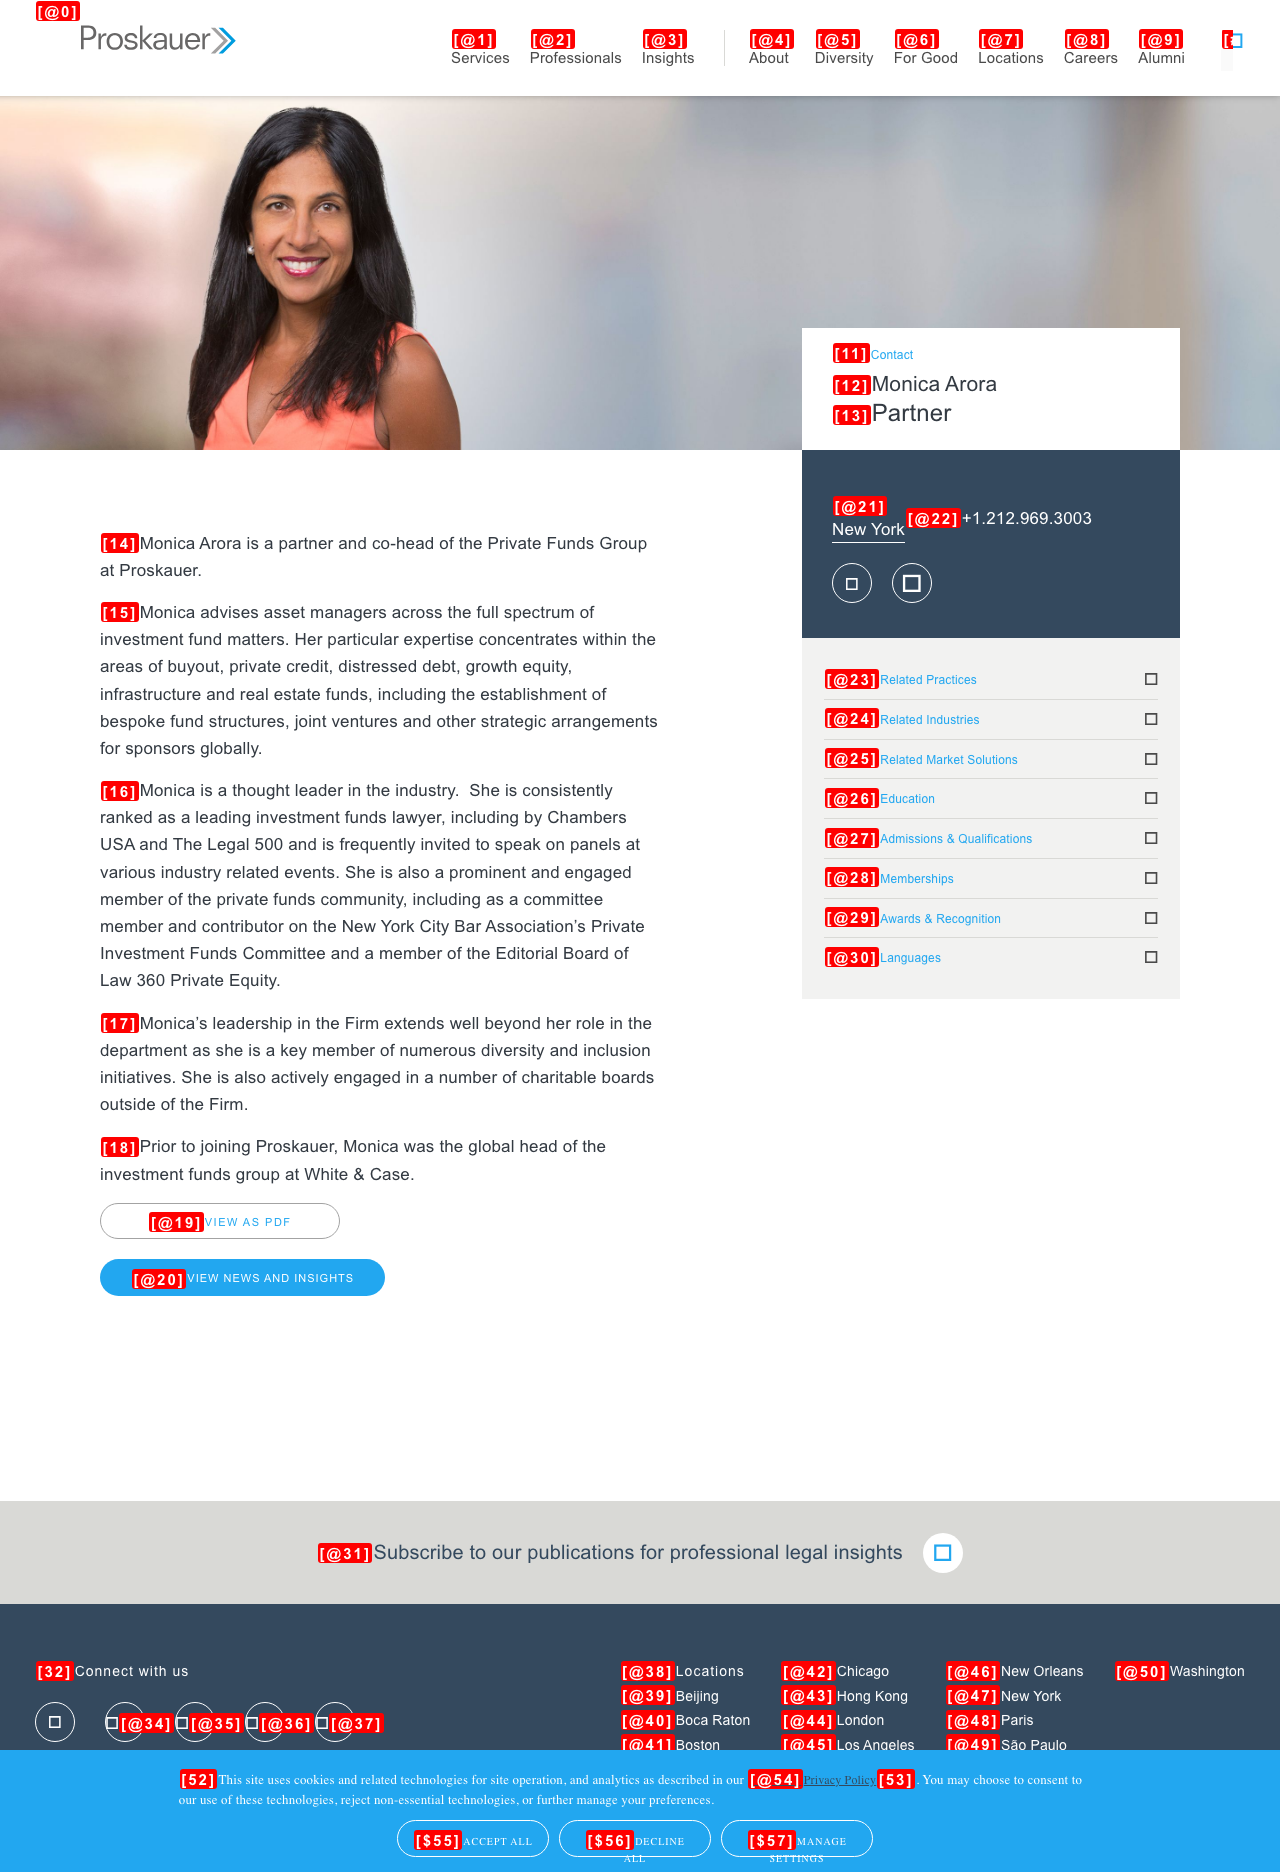 [@0]
Proskauer
[@1] [@2] [@3] [@4] [@5] [@6] [@7] [@8] [@9] [
Services Professionals Insights About Diversity For Good Locations Careers Alumni
[11]Contact
[12]Monica Arora
[13]Partner
[@21]
New York [@22]+1.212.969.3003
[14]Monica Arora is a partner and co-head of the Private Funds Group
at Proskauer.
[15]Monica advises asset managers across the full spectrum of
investment fund matters. Her particular expertise concentrates within the
areas of buyout, private credit, distressed debt, growth equity,
infrastructure and real estate funds, including the establishment of
bespoke fund structures, joint ventures and other strategic arrangements
for sponsors globally.
[16]Monica is a thought leader in the industry.  She is consistently
ranked as a leading investment funds lawyer, including by Chambers
USA and The Legal 500 and is frequently invited to speak on panels at
various industry related events. She is also a prominent and engaged
member of the private funds community, including as a committee
member and contributor on the New York City Bar Association’s Private
Investment Funds Committee and a member of the Editorial Board of
Law 360 Private Equity.
[17]Monica’s leadership in the Firm extends well beyond her role in the
department as she is a key member of numerous diversity and inclusion
initiatives. She is also actively engaged in a number of charitable boards
outside of the Firm.
[18]Prior to joining Proskauer, Monica was the global head of the
investment funds group at White & Case.
[@19]VIEW AS PDF
[@20]VIEW NEWS AND INSIGHTS
[@23]Related Practices
[@24]Related Industries
[@25]Related Market Solutions
[@26]Education
[@27]Admissions & Qualifications
[@28]Memberships
[@29]Awards & Recognition
[@30]Languages
[@31]Subscribe to our publications for professional legal insights
[32]Connect with us
[@34] [@35] [@36] [@37]
[@38]Locations
[@39]Beijing
[@40]Boca Raton
[@41]Boston
[@42]Chicago
[@43]Hong Kong
[@44]London
[@45]Los Angeles
[@46]New Orleans
[@47]New York
[@48]Paris
[@49]São Paulo
[@50]Washington
[52]This site uses cookies and related technologies for site operation, and analytics as described in our [@54]Privacy Policy[53]. You may choose to consent to
our use of these technologies, reject non-essential technologies, or further manage your preferences.
[$55]ACCEPT ALL
[$56]DECLINE
ALL
[$57]MANAGE
SETTINGS